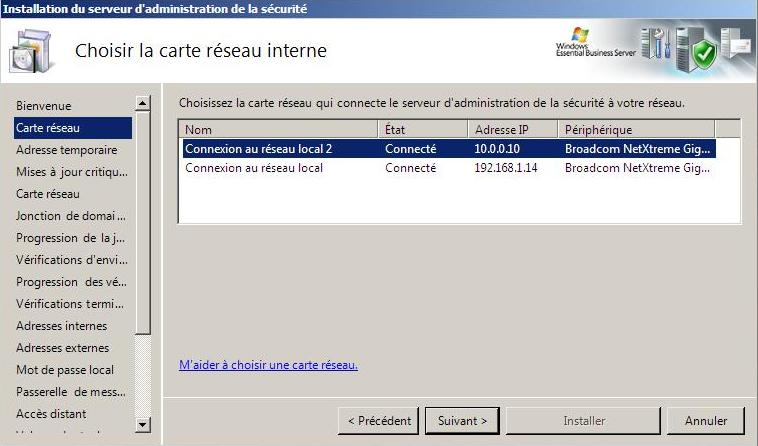 Installation du serveur d'administration de la sécurité
Choisir la carte réseau interne
Windows
Essential Business Server
Bienvenue
Carte réseau
Adresse temporaire
Mises à jour critiqu...
Carte réseau
Jonction de domai...
Progression de la j...
Vérifications d'envi...
Progression des vé...
Vérifications termi...
Adresses internes
Adresses externes
Mot de passe local
Passerelle de mess...
Accès distant
Choisissez la carte réseau qui connecte le serveur d'administration de la sécurité à votre réseau.
Nom État Adresse IP Périphérique
Connexion au réseau local 2 Connecté 10.0.0.10 Broadcom NetXtreme Gig...
Connexion au réseau local Connecté 192.168.1.14 Broadcom NetXtreme Gig...
M'aider à choisir une carte réseau.
< Précédent Suivant > Installer Annuler